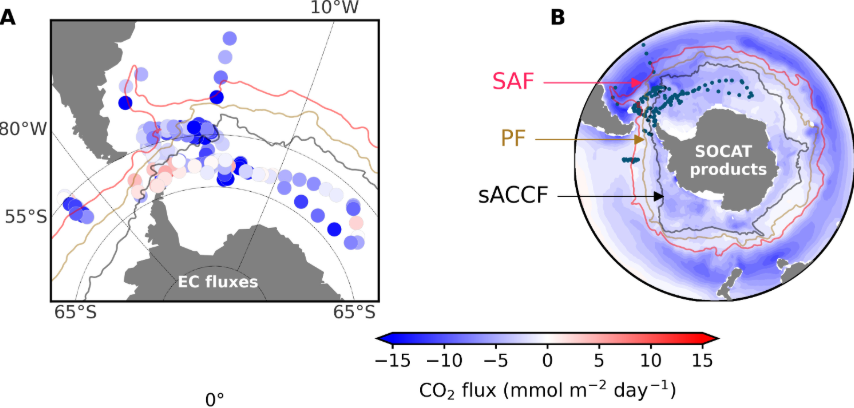 A
10°W
80°W
55°S
EC fluxes
65°S
65°S
0°
B
SAF
PF
sACCF
SOCAT
products
−15 −10 −5 0 5 10 15
CO₂ flux (mmol m⁻² day⁻¹)